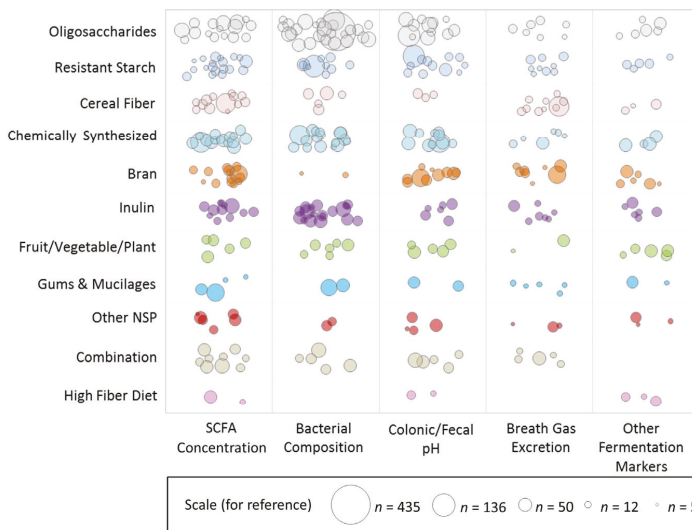 Oligosaccharides
Resistant Starch
Cereal Fiber
Chemically Synthesized
Bran
Inulin
Fruit/Vegetable/Plant
Gums & Mucilages
Other NSP
Combination
High Fiber Diet
SCFA
Concentration
Bacterial
Composition
Colonic/Fecal
pH
Breath Gas
Excretion
Other
Fermentation
Markers
Scale (for reference) n = 435 n = 136 n = 50 n = 12 n =